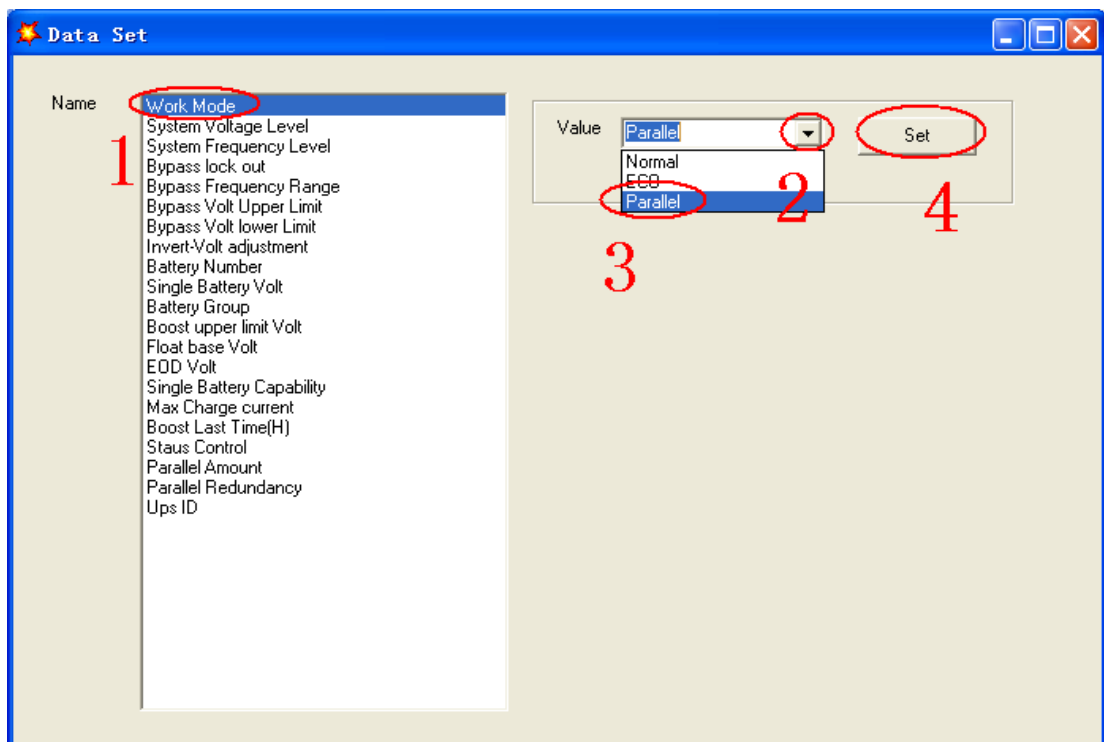 Data Set
Name
Work Mode
System Voltage Level
System Frequency Level
Bypass lock out
Bypass Frequency Range
Bypass Volt Upper Limit
Bypass Volt lower Limit
Invert-Volt adjustment
Battery Number
Single Battery Volt
Battery Group
Boost upper limit Volt
Float base Volt
EOD Volt
Single Battery Capability
Max Charge current
Boost Last Time(H)
Staus Control
Parallel Amount
Parallel Redundancy
Ups ID
1
Value
Parallel
Normal
ECO
Parallel
Set
2
3
4